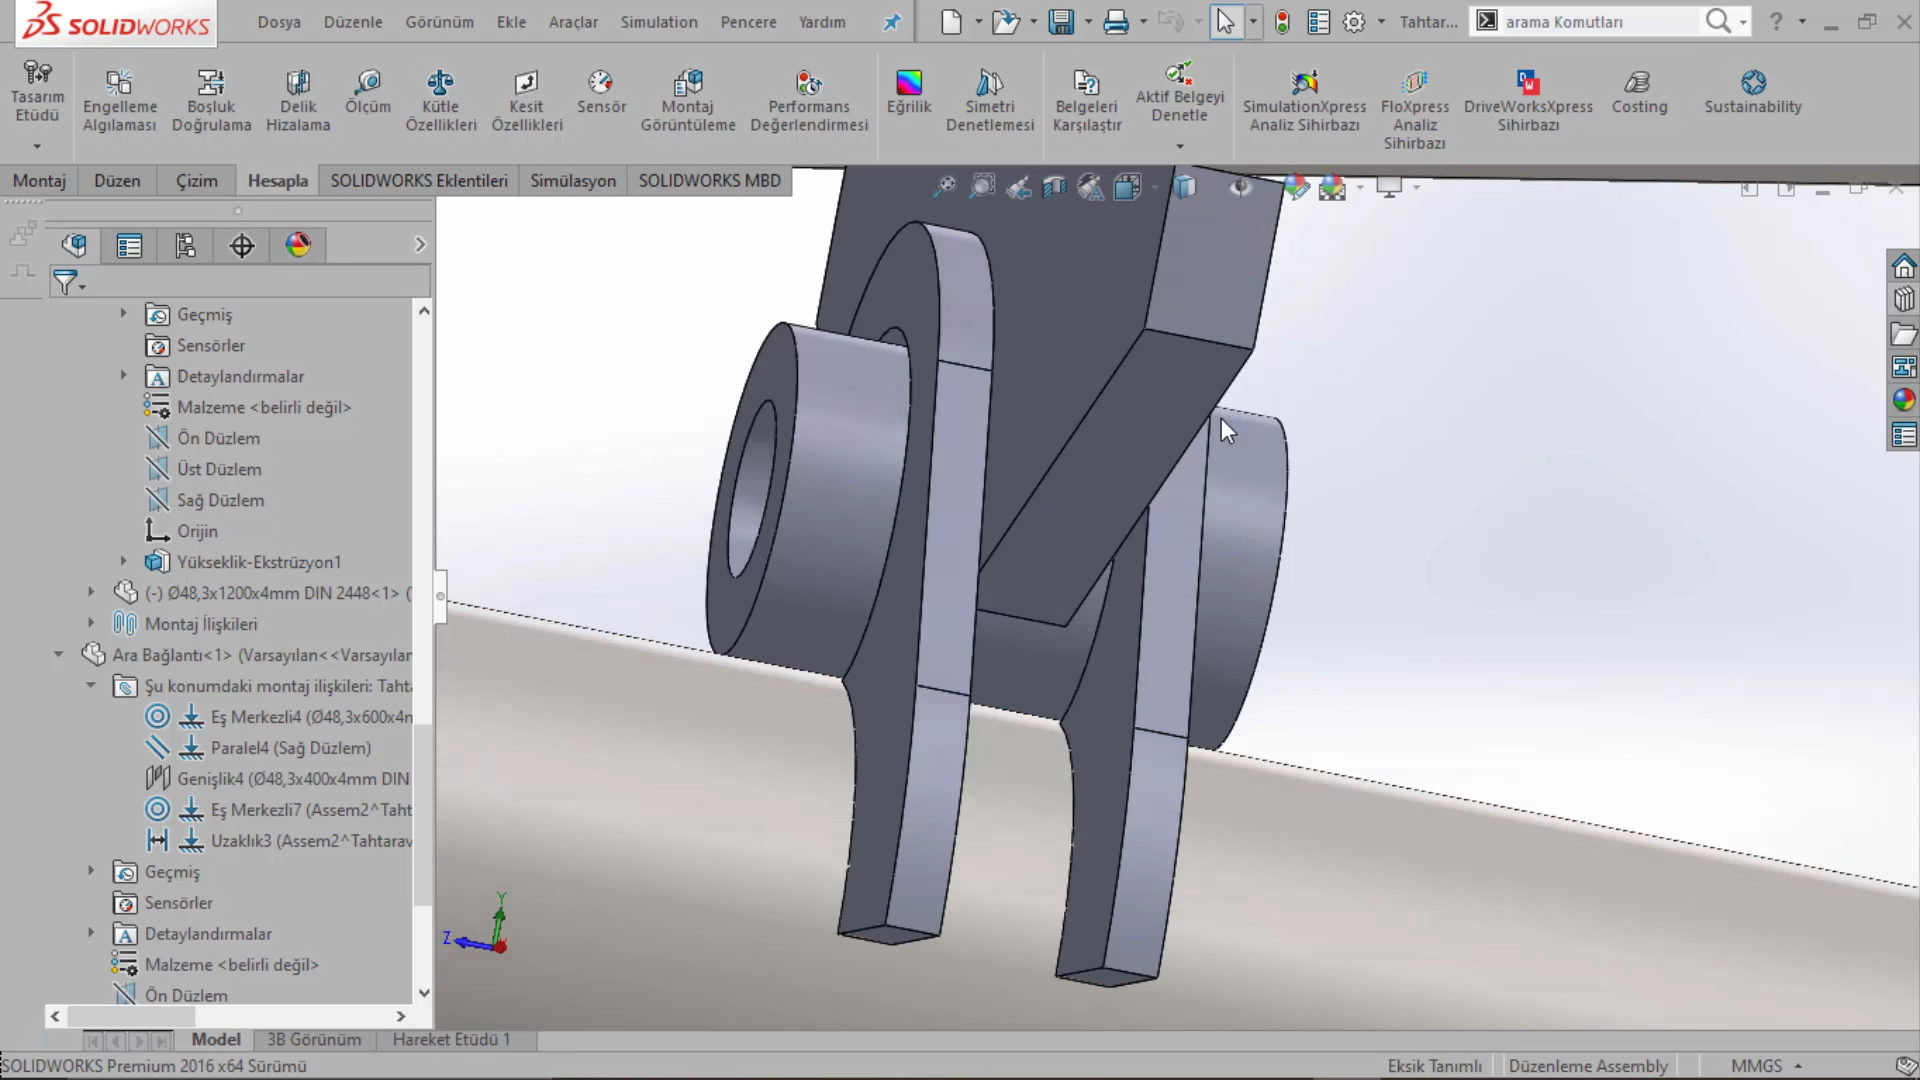 SOLIDWORKS
Dosya Düzenle Görünüm Ekle Araçlar Simulation Pencere Yardım
Tahtar...
arama Komutları
Tasarım Etüdü
Engelleme Algılaması
Boşluk Doğrulama
Delik Hizalama
Ölçüm
Kütle Özellikleri
Kesit Özellikleri
Sensör
Montaj Görüntüleme
Performans Değerlendirmesi
Eğrilik
Simetri Denetlemesi
Belgeleri Karşılaştır
Aktif Belgeyi Denetle
SimulationXpress Analiz Sihirbazı
FloXpress Analiz Sihirbazı
DriveWorksXpress Sihirbazı
Costing
Sustainability
Montaj Düzen Çizim Hesapla SOLIDWORKS Eklentileri Simülasyon SOLIDWORKS MBD
Geçmiş
Sensörler
Detaylandırmalar
Malzeme <belirli değil>
Ön Düzlem
Üst Düzlem
Sağ Düzlem
Orijin
Yükseklik-Ekstrüzyon1
(-) Ø48,3x1200x4mm DIN 2448<1> (
Montaj İlişkileri
Ara Bağlantı<1> (Varsayılan<<Varsayılar
Şu konumdaki montaj ilişkileri: Tahta
Eş Merkezli4 (Ø48,3x600x4m
Paralel4 (Sağ Düzlem)
Genişlik4 (Ø48,3x400x4mm DIN
Eş Merkezli7 (Assem2^Taht
Uzaklık3 (Assem2^Tahtarav
Geçmiş
Sensörler
Detaylandırmalar
Malzeme <belirli değil>
Ön Düzlem
Y
Z
Model 3B Görünüm Hareket Etüdü 1
SOLIDWORKS Premium 2016 x64 Sürümü
Eksik Tanımlı Düzenleme Assembly MMGS